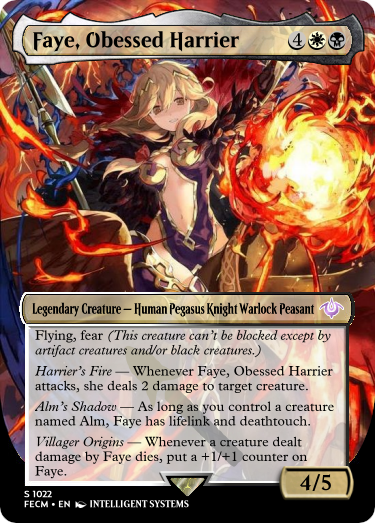 Faye, Obessed Harrier 4
Legendary Creature — Human Pegasus Knight Warlock Peasant
Flying, fear (This creature can't be blocked except by
artifact creatures and/or black creatures.)
Harrier's Fire — Whenever Faye, Obessed Harrier
attacks, she deals 2 damage to target creature.
Alm's Shadow — As long as you control a creature
named Alm, Faye has lifelink and deathtouch.
Villager Origins — Whenever a creature dealt
damage by Faye dies, put a +1/+1 counter on
Faye.
4/5
S 1022
FECM • EN INTELLIGENT SYSTEMS